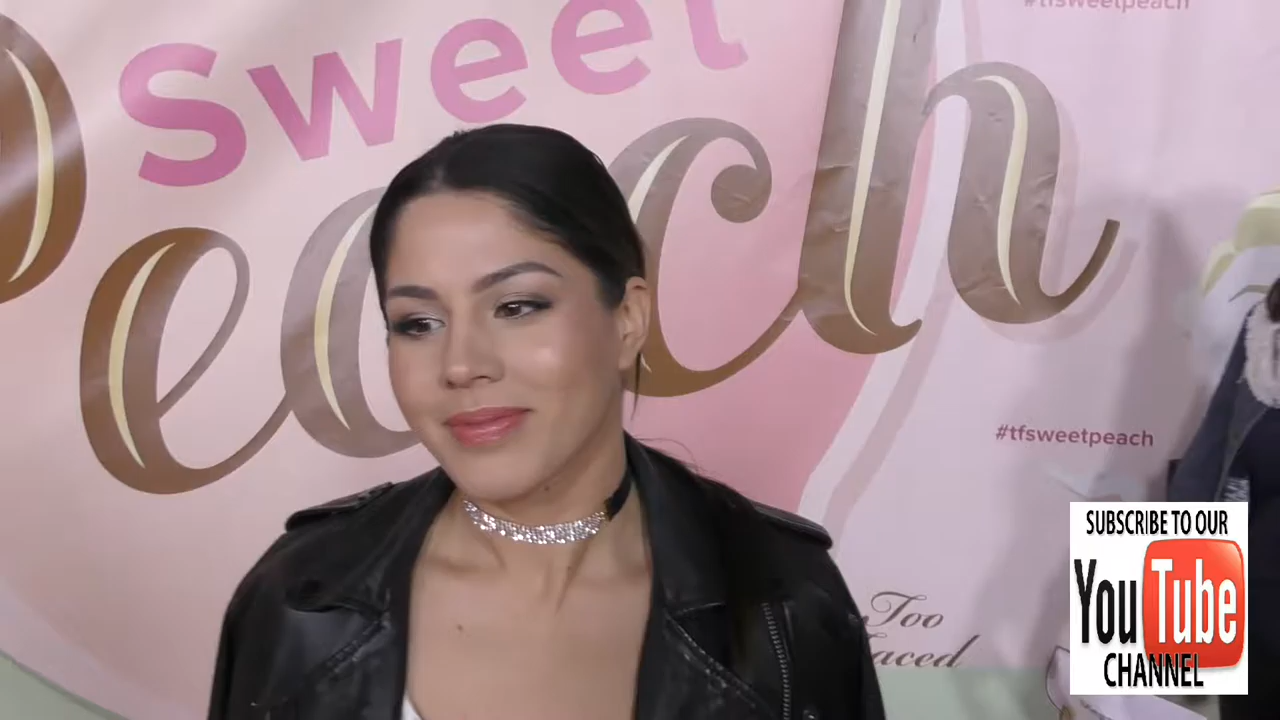 #tfsweetpeach
Sweet
Peach
#tfsweetpeach
Too
Faced
SUBSCRIBE TO OUR
YouTube
CHANNEL